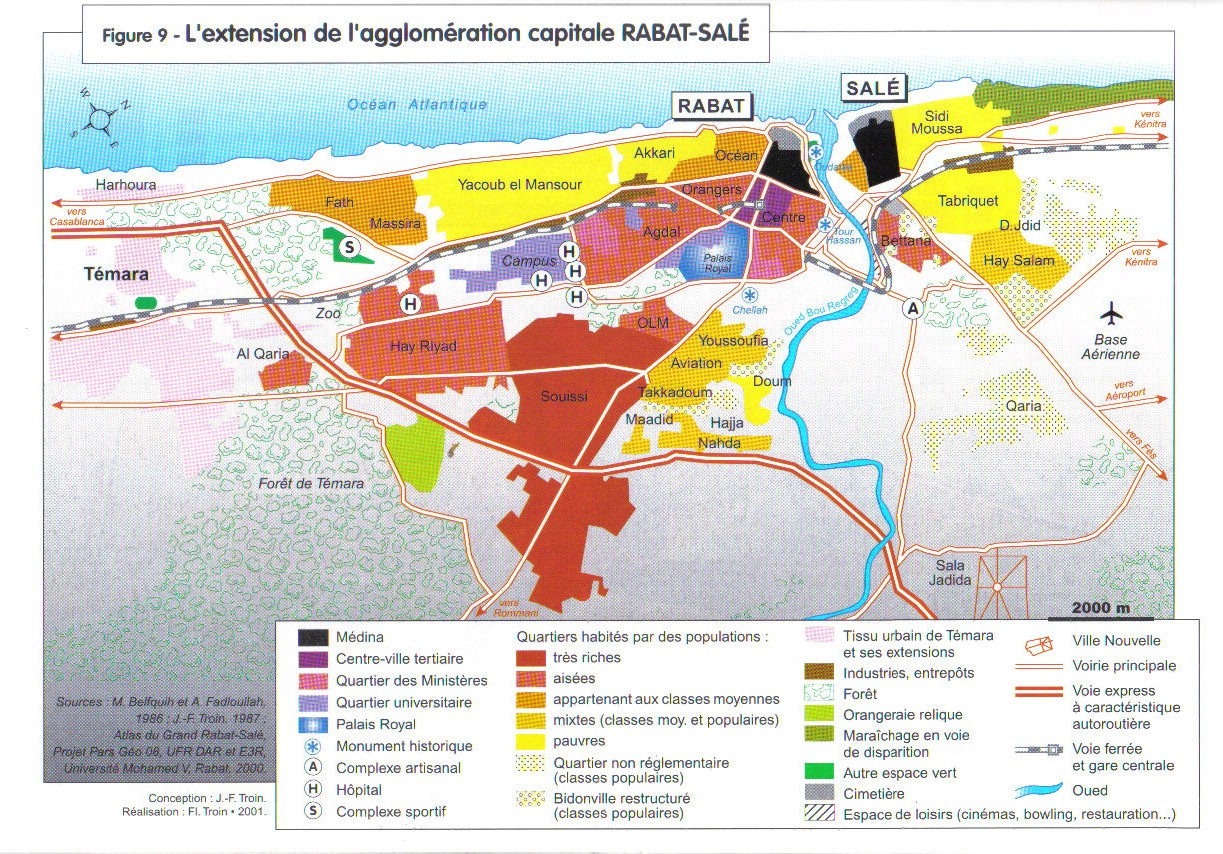 Figure 9 - L'extension de l'agglomération capitale RABAT-SALÉ
W
N
S
E
Océan Atlantique
RABAT
SALÉ
Sidi
Moussa
vers
Kénitra
Akkari
Océan
Oudaïa
Harhoura
Yacoub el Mansour
Orangers
vers
Casablanca
Fath
Massira
Agdal
Centre
Tour
Hassan
Tabriquet
D.Jdid
Bettana
Hay Salam
vers
Kénitra
S
Témara
Campus
H
H
H
H
H
Palais
Royal
Chellah
Oued Bou Regreg
A
Zoo
OLM
Base
Aérienne
Al Qaria
Hay Riyad
Youssoufia
Aviation
Doum
Souissi
Takkadoum
vers
Aéroport
Maadid
Hajja
Qaria
Nahda
vers Fès
Forêt de Témara
Sala
Jadida
vers
Rommani
2000 m
Médina
Centre-ville tertiaire
Quartier des Ministères
Quartier universitaire
Palais Royal
Monument historique
A
Complexe artisanal
H
Hôpital
S
Complexe sportif
Quartiers habités par des populations :
très riches
aisées
appartenant aux classes moyennes
mixtes (classes moy. et populaires)
pauvres
Quartier non réglementaire
(classes populaires)
Bidonville restructuré
(classes populaires)
Tissu urbain de Témara
et ses extensions
Industries, entrepôts
Forêt
Orangeraie relique
Maraîchage en voie
de disparition
Autre espace vert
Cimetière
Espace de loisirs (cinémas, bowling, restauration...)
Ville Nouvelle
Voirie principale
Voie express
à caractéristique
autoroutière
Voie ferrée
et gare centrale
Oued
Sources : M. Belfquih et A. Fadloullah,
1986 ; J.-F. Troin. 1987 ;
Atlas du Grand Rabat-Salé,
Projet Pars Géo 08, UFR DAR et E3R,
Université Mohamed V, Rabat, 2000.
Conception : J.-F. Troin.
Réalisation : Fl. Troin • 2001.